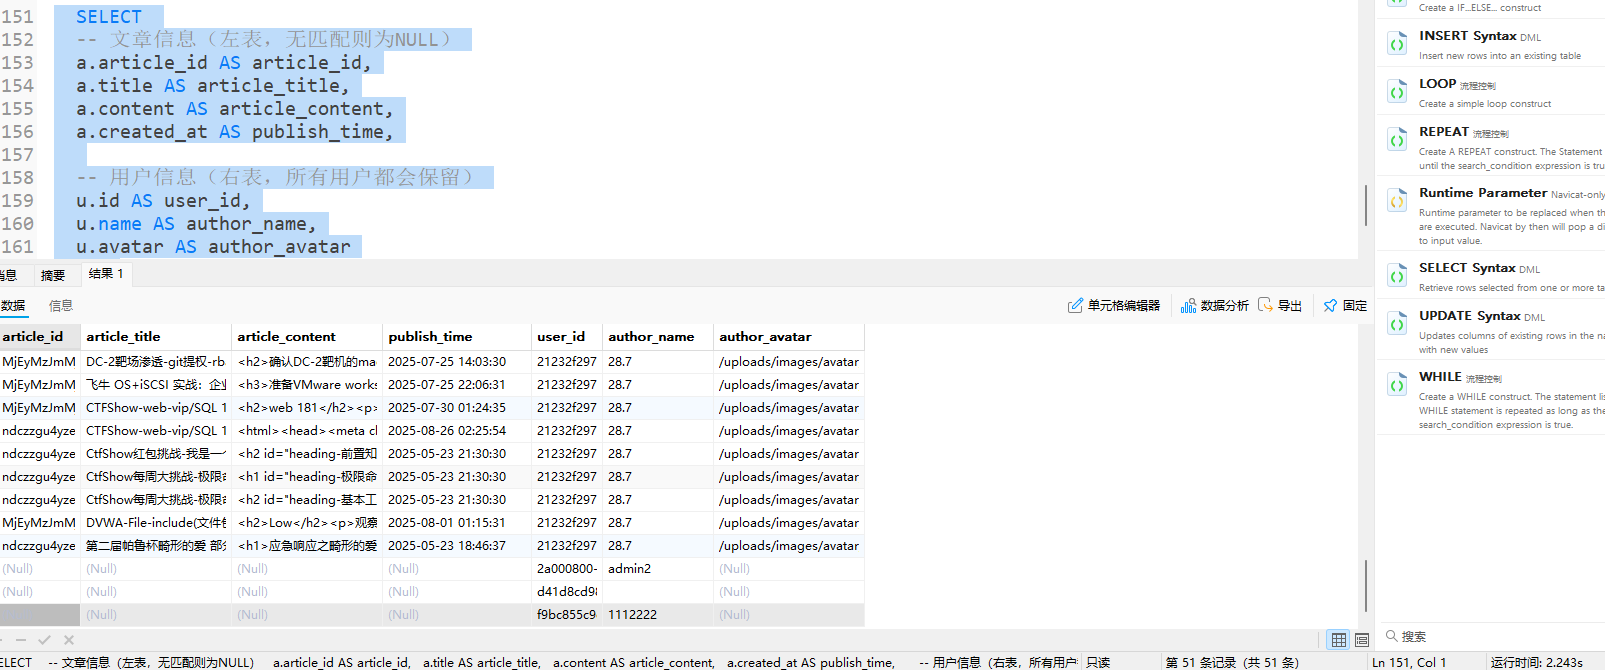 151 SELECT
152 -- 文章信息（左表，无匹配则为NULL）
153 a.article_id AS article_id,
154 a.title AS article_title,
155 a.content AS article_content,
156 a.created_at AS publish_time,
157
158 -- 用户信息（右表，所有用户都会保留）
159 u.id AS user_id,
160 u.name AS author_name,
161 u.avatar AS author_avatar
Create a IF...ELSE... construct
INSERT Syntax DML
Insert new rows into an existing table
LOOP 流程控制
Create a simple loop construct
REPEAT 流程控制
Create A REPEAT construct. The Statement
until the search_condition expression is tru
Runtime Parameter Navicat-only
Runtime parameter to be replaced when th
are executed. Navicat by then will pop a di
to input value.
SELECT Syntax DML
Retrieve rows selected from one or more ta
UPDATE Syntax DML
Updates columns of existing rows in the na
with new values
WHILE 流程控制
Create a WHILE construct. The statement lis
WHILE statement is repeated as long as the
search_condition expression is true.
搜索
消息 摘要 结果 1
数据 信息 单元格编辑器 数据分析 导出 固定
article_id article_title article_content publish_time user_id author_name author_avatar
MjEyMzJmM DC-2靶场渗透-git提权-rb <h2>确认DC-2靶机的ma 2025-07-25 14:03:30 21232f297 28.7 /uploads/images/avatar
MjEyMzJmM 飞牛 OS+iSCSI 实战：企业 <h3>准备VMware works 2025-07-25 22:06:31 21232f297 28.7 /uploads/images/avatar
MjEyMzJmM CTFShow-web-vip/SQL 1 <h2>web 181</h2><p> 2025-07-30 01:24:35 21232f297 28.7 /uploads/images/avatar
ndczzgu4yze CTFShow-web-vip/SQL 1 <html><head><meta cl 2025-08-26 02:25:54 21232f297 28.7 /uploads/images/avatar
ndczzgu4yze CtfShow红包挑战-我是一个 <h2 id="heading-前置知 2025-05-23 21:30:30 21232f297 28.7 /uploads/images/avatar
ndczzgu4yze CtfShow每周大挑战-极限命 <h1 id="heading-极限命 2025-05-23 21:30:30 21232f297 28.7 /uploads/images/avatar
ndczzgu4yze CtfShow每周大挑战-极限命 <h2 id="heading-基本工 2025-05-23 21:30:30 21232f297 28.7 /uploads/images/avatar
MjEyMzJmM DVWA-File-include(文件包 <h2>Low</h2><p>观察 2025-08-01 01:15:31 21232f297 28.7 /uploads/images/avatar
ndczzgu4yze 第二届帕鲁杯畸形的爱 部分 <h1>应急响应之畸形的爱 2025-05-23 18:46:37 21232f297 28.7 /uploads/images/avatar
(Null) (Null) (Null) (Null) 2a000800- admin2 (Null)
(Null) (Null) (Null) (Null) d41d8cd98 (Null)
(Null) (Null) (Null) f9bc855c9 1112222 (Null)
ELECT -- 文章信息（左表，无匹配则为NULL） a.article_id AS article_id, a.title AS article_title, a.content AS article_content, a.created_at AS publish_time, -- 用户信息（右表，所有用户 只读 第 51 条记录（共 51 条） Ln 151, Col 1 运行时间: 2.243s